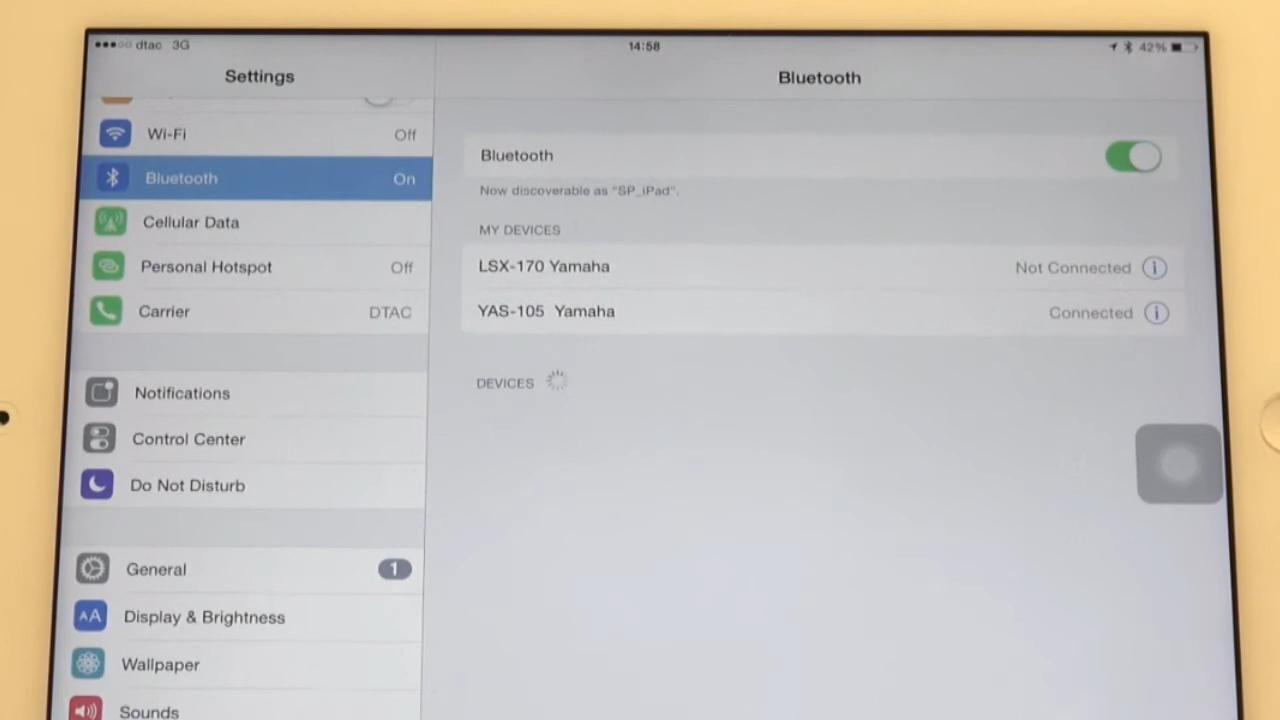 dtac 3G
14:58
42%
Settings
Bluetooth
Wi-Fi Off
Bluetooth On
Cellular Data
Personal Hotspot Off
Carrier DTAC
Notifications
Control Center
Do Not Disturb
General 1
AA Display & Brightness
Wallpaper
Sounds
Bluetooth
Now discoverable as "SP_iPad".
MY DEVICES
LSX-170 Yamaha Not Connected i
YAS-105 Yamaha Connected i
DEVICES